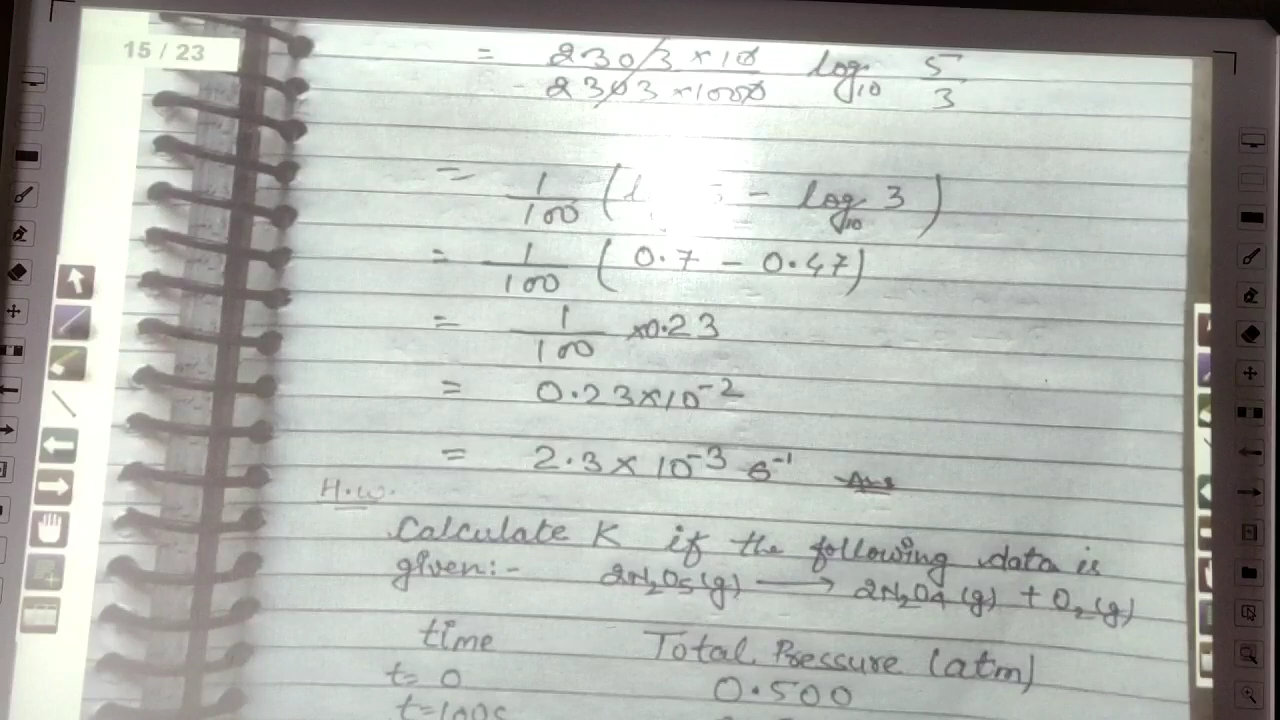 15 / 23
= 2303 × 10 / 2303 × 1000 log₁₀ 5/3
= 1/100 ( - log₁₀ 3 )
= 1/100 ( 0.7 - 0.47)
= 1/100 ×0.23
= 0.23×10⁻²
= 2.3 × 10⁻³ s⁻¹ Ans
H.W.
Calculate K if the following data is
given:- 2N₂O₅(g) ⟶ 2N₂O₄(g) + O₂(g)
time Total Pressure (atm)
t=0 0.500
t=100s